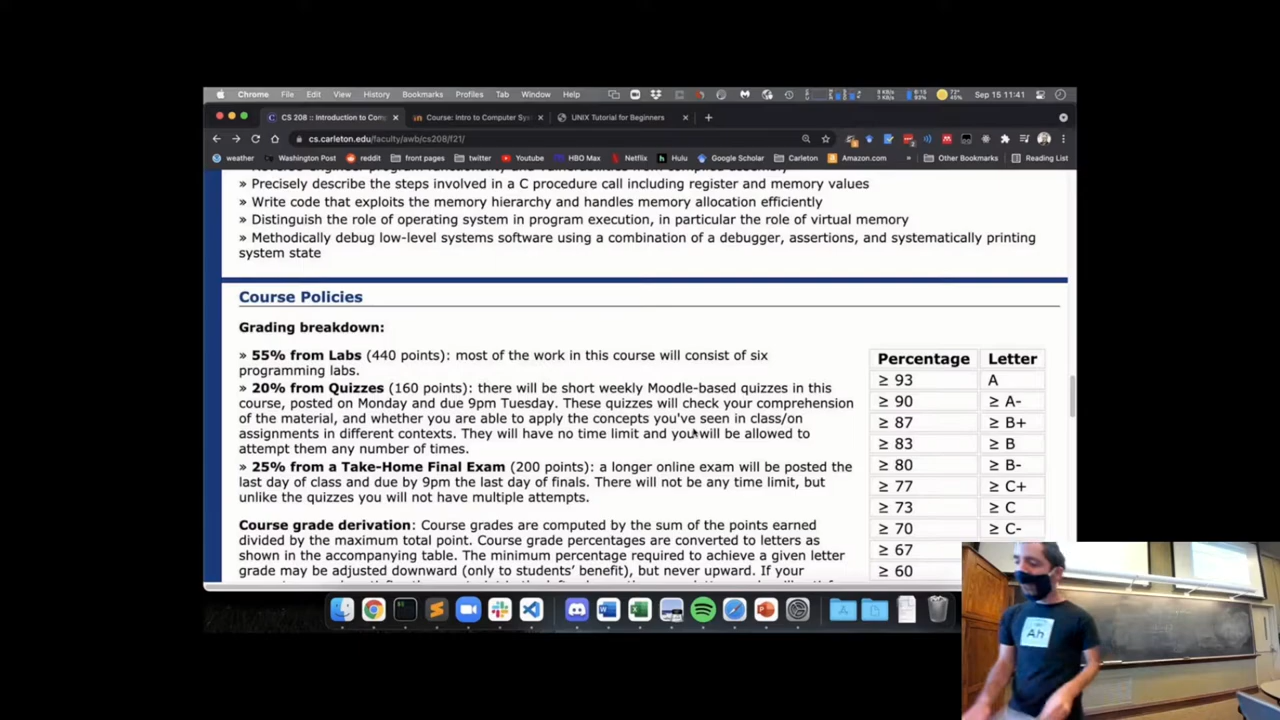 Chrome File Edit View History Bookmarks Profiles Tab Window Help Sep 15 11:41
CS 208 :: Introduction to Comp Course: Intro to Computer Sys UNIX Tutorial for Beginners
cs.carleton.edu/faculty/awb/cs208/f21/
weather Washington Post reddit front pages twitter Youtube HBO Max Netflix Hulu Google Scholar Carleton Amazon.com » Other Bookmarks Reading List
» Precisely describe the steps involved in a C procedure call including register and memory values
» Write code that exploits the memory hierarchy and handles memory allocation efficiently
» Distinguish the role of operating system in program execution, in particular the role of virtual memory
» Methodically debug low-level systems software using a combination of a debugger, assertions, and systematically printing
system state
Course Policies
Grading breakdown:
» 55% from Labs (440 points): most of the work in this course will consist of six
programming labs.
» 20% from Quizzes (160 points): there will be short weekly Moodle-based quizzes in this
course, posted on Monday and due 9pm Tuesday. These quizzes will check your comprehension
of the material, and whether you are able to apply the concepts you've seen in class/on
assignments in different contexts. They will have no time limit and you will be allowed to
attempt them any number of times.
» 25% from a Take-Home Final Exam (200 points): a longer online exam will be posted the
last day of class and due by 9pm the last day of finals. There will not be any time limit, but
unlike the quizzes you will not have multiple attempts.
Course grade derivation: Course grades are computed by the sum of the points earned
divided by the maximum total point. Course grade percentages are converted to letters as
shown in the accompanying table. The minimum percentage required to achieve a given letter
grade may be adjusted downward (only to students' benefit), but never upward. If your
Percentage Letter
≥ 93 A
≥ 90 ≥ A-
≥ 87 ≥ B+
≥ 83 ≥ B
≥ 80 ≥ B-
≥ 77 ≥ C+
≥ 73 ≥ C
≥ 70 ≥ C-
≥ 67
≥ 60
Ah